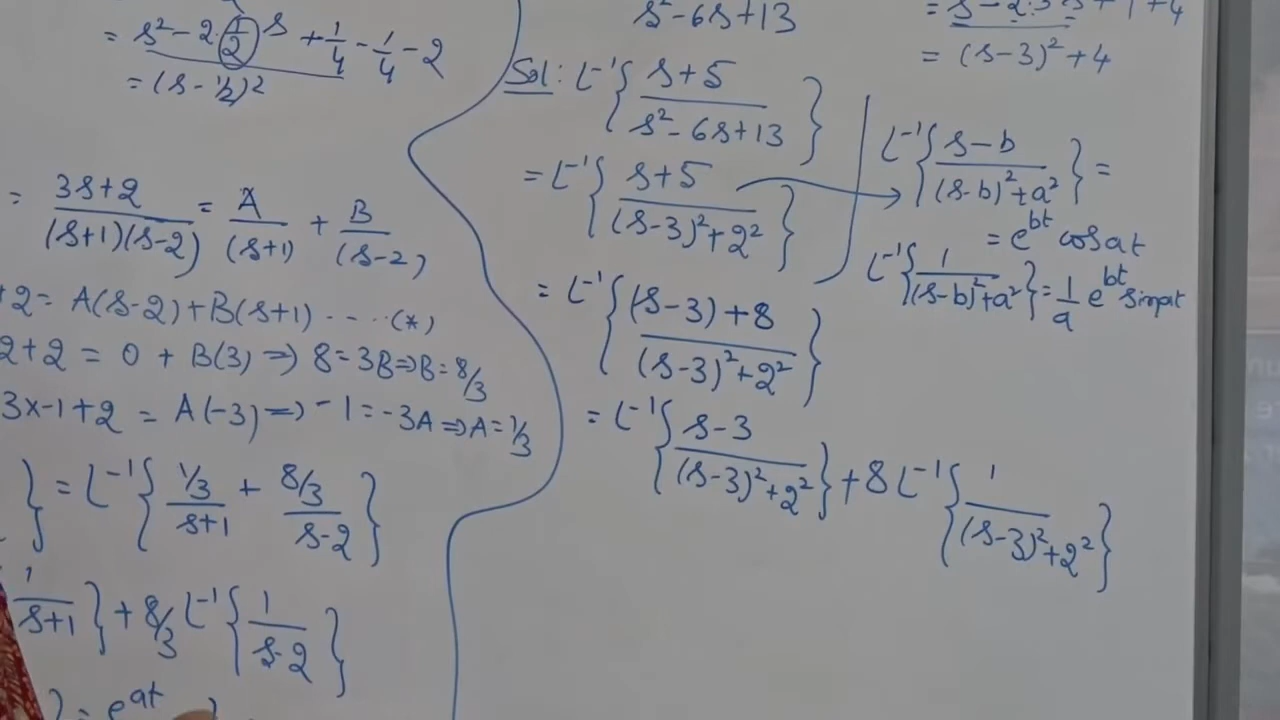 = s² - 2·(1/2) s + 1/4 - 1/4 - 2
= (s - 1/2)²
= (3s+2)/((s+1)(s-2)) = A/(s+1) + B/(s-2)
+2 = A(s-2) + B(s+1) ---- (*)
2+2 = 0 + B(3) => 8 = 3B => B = 8/3
3x-1+2 = A(-3) => -1 = -3A => A = 1/3
} = L⁻¹{ (1/3)/(s+1) + (8/3)/(s-2) }
1/(s+1) } + 8/3 L⁻¹{ 1/(s-2) }
} = e^at
s² - 6s + 13
Sol: L⁻¹{ (s+5)/(s² - 6s + 13) }
= L⁻¹{ (s+5)/((s-3)² + 2²) }
= L⁻¹{ ((s-3)+8)/((s-3)² + 2²) }
= L⁻¹{ (s-3)/((s-3)² + 2²) } + 8 L⁻¹{ 1/((s-3)² + 2²) }
= (s-3)² + 4
L⁻¹{ (s-b)/((s-b)² + a²) } =
= e^bt cos at
L⁻¹{ 1/((s-b)² + a²) } = 1/a e^bt sin at